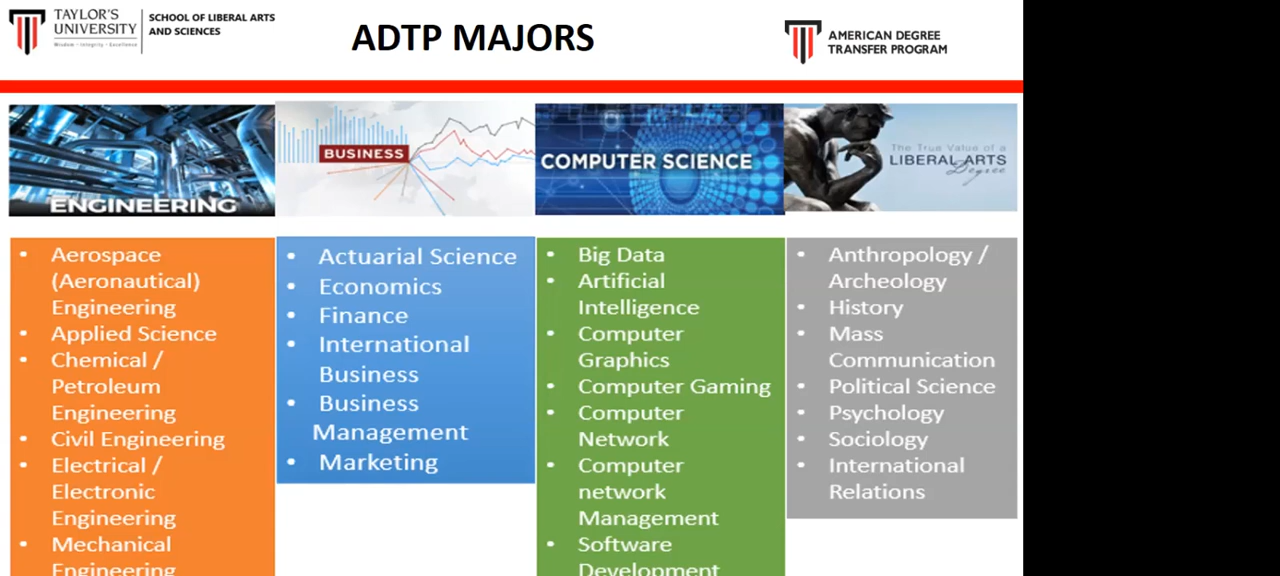 TAYLOR'S
UNIVERSITY
Wisdom • Integrity • Excellence
SCHOOL OF LIBERAL ARTS
AND SCIENCES
ADTP MAJORS
AMERICAN DEGREE
TRANSFER PROGRAM
ENGINEERING
BUSINESS
COMPUTER SCIENCE
The True Value of a
LIBERAL ARTS
Degree
• Aerospace
(Aeronautical)
Engineering
• Applied Science
• Chemical /
Petroleum
Engineering
• Civil Engineering
• Electrical /
Electronic
Engineering
• Mechanical
Engineering
• Actuarial Science
• Economics
• Finance
• International
Business
• Business
Management
• Marketing
• Big Data
• Artificial
Intelligence
• Computer
Graphics
• Computer Gaming
• Computer
Network
• Computer
network
Management
• Software
Development
• Anthropology /
Archeology
• History
• Mass
Communication
• Political Science
• Psychology
• Sociology
• International
Relations